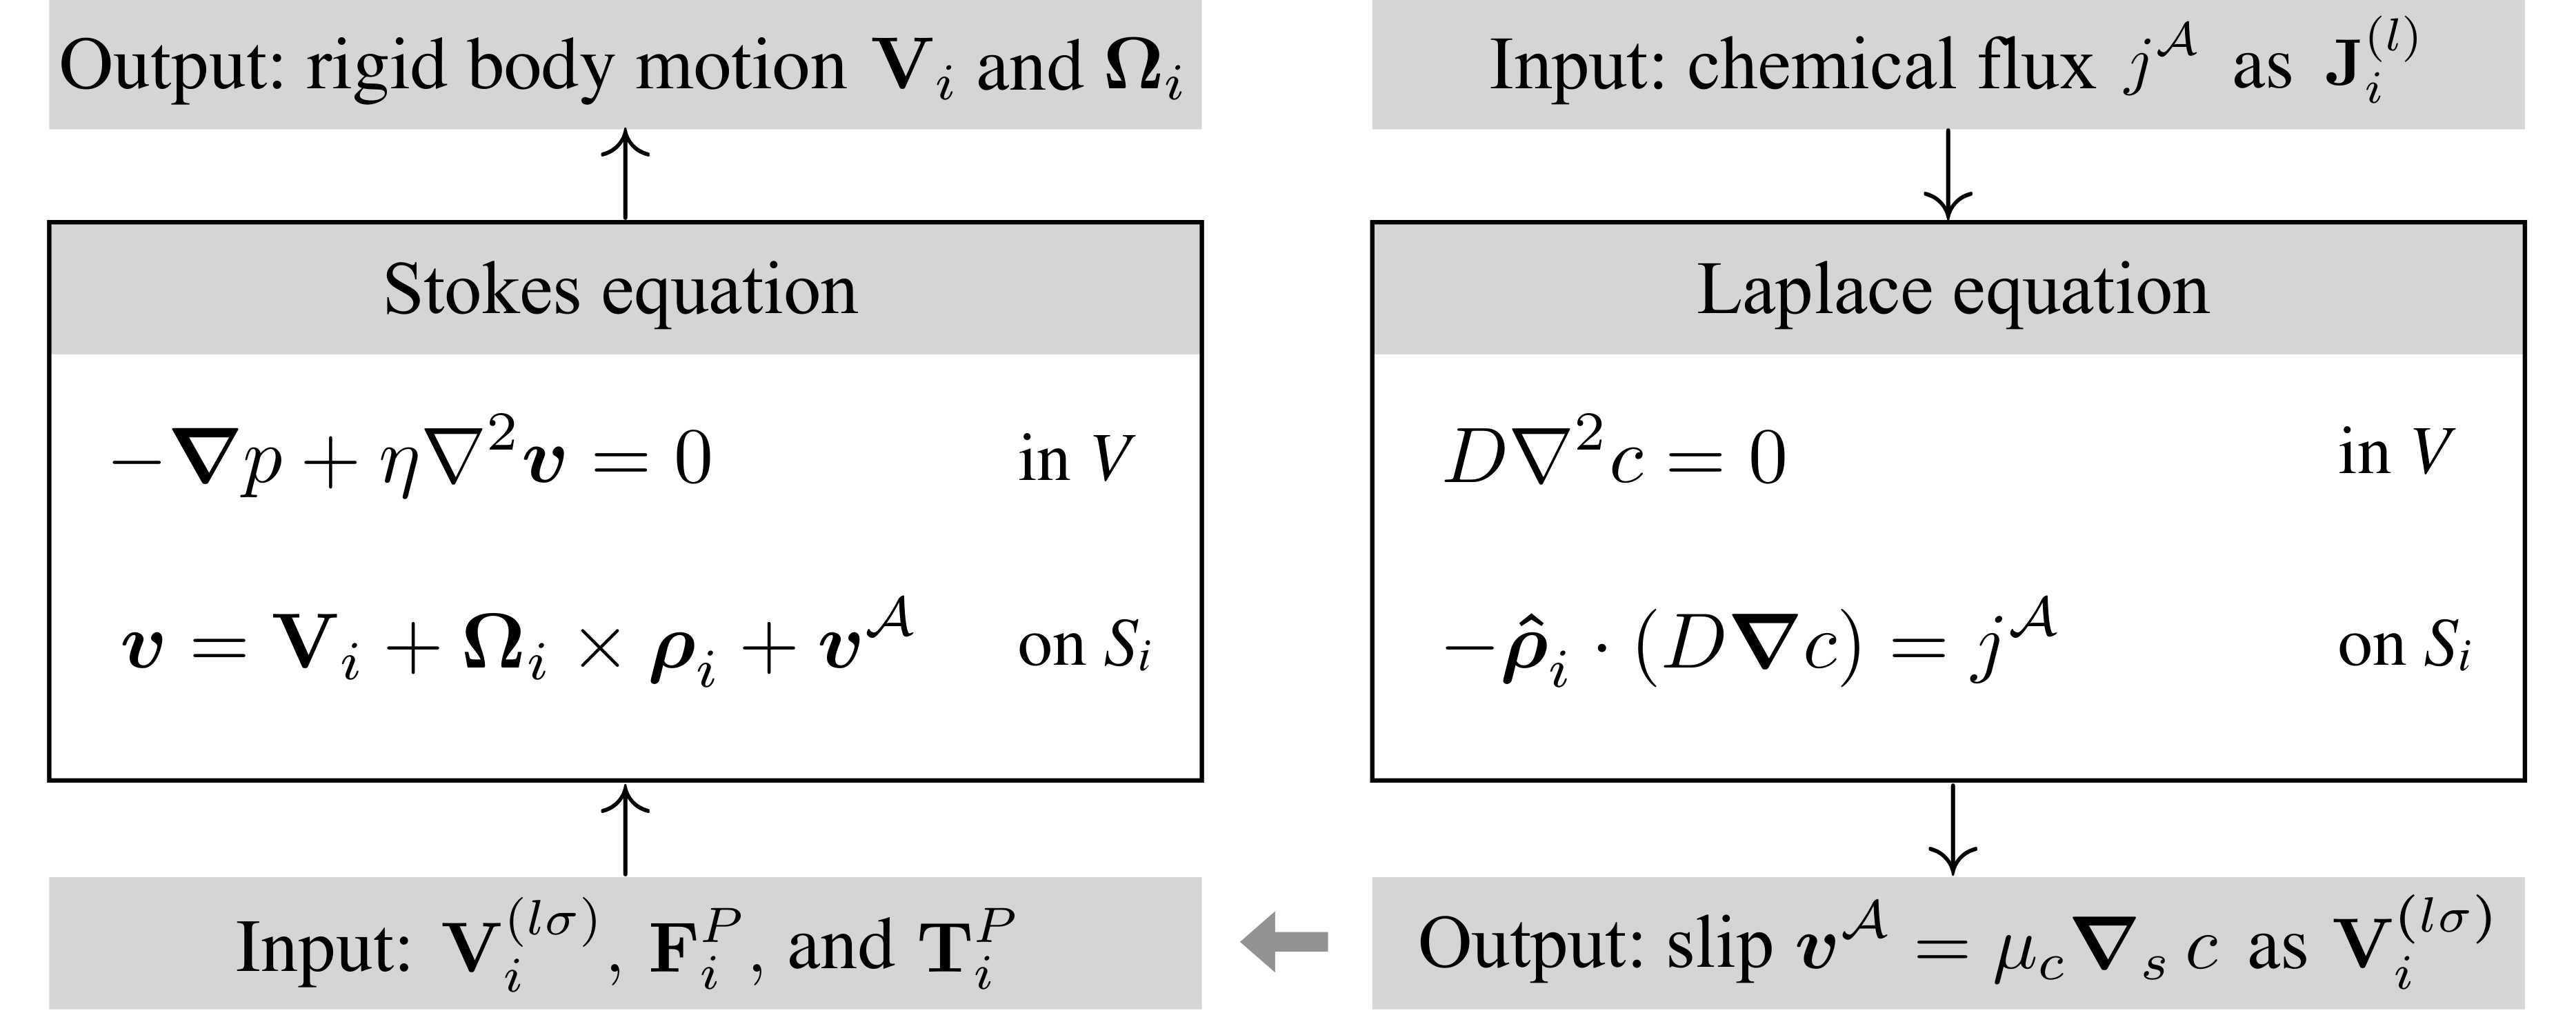 Output: rigid body motion $\mathbf{V}_i$ and $\boldsymbol{\Omega}_i$
Stokes equation
$-\boldsymbol{\nabla} p + \eta \nabla^2 \boldsymbol{v} = 0$ in $V$
$\boldsymbol{v} = \mathbf{V}_i + \boldsymbol{\Omega}_i \times \boldsymbol{\rho}_i + \boldsymbol{v}^{\mathcal{A}}$ on $S_i$
Input: $\mathbf{V}_i^{(l\sigma)}$, $\mathbf{F}_i^P$, and $\mathbf{T}_i^P$
Input: chemical flux $j^{\mathcal{A}}$ as $\mathbf{J}_i^{(l)}$
Laplace equation
$D \nabla^2 c = 0$ in $V$
$-\hat{\boldsymbol{\rho}}_i \cdot (D \boldsymbol{\nabla} c) = j^{\mathcal{A}}$ on $S_i$
Output: slip $\boldsymbol{v}^{\mathcal{A}} = \mu_c \boldsymbol{\nabla}_s\, c$ as $\mathbf{V}_i^{(l\sigma)}$